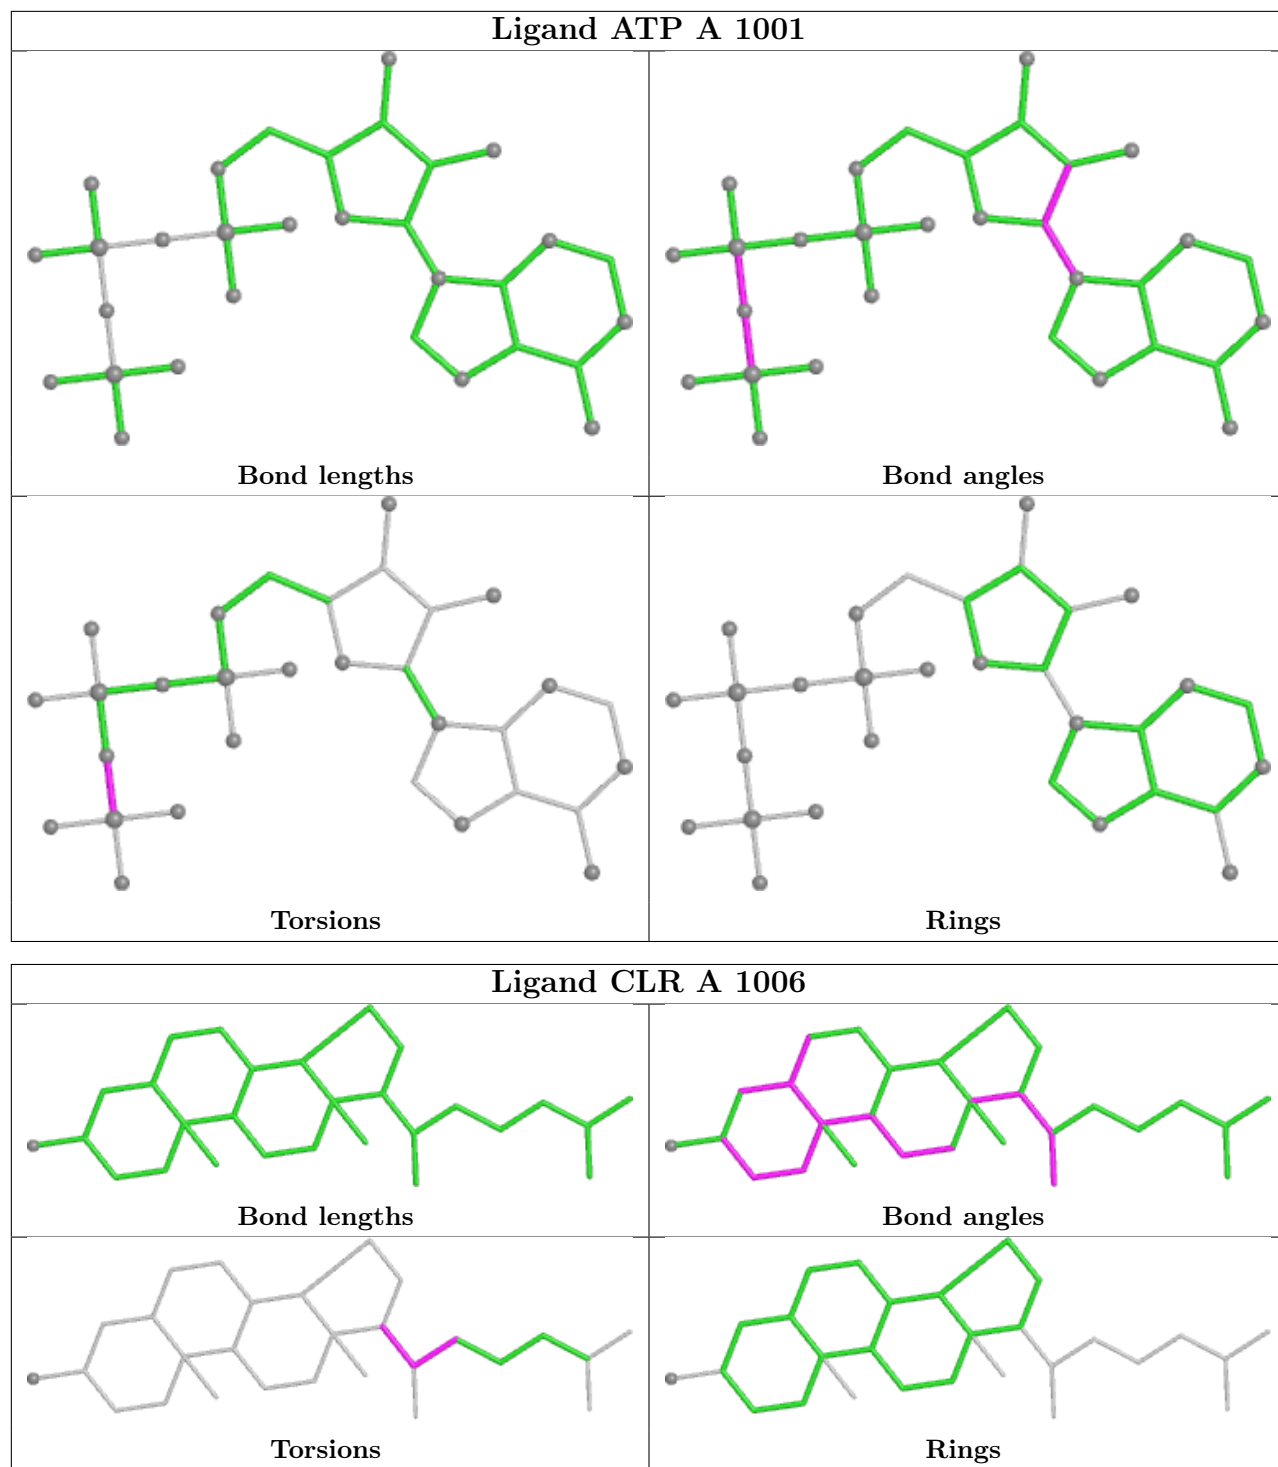 Ligand ATP A 1001
Bond lengths
Bond angles
Torsions
Rings
Ligand CLR A 1006
Bond lengths
Bond angles
Torsions
Rings